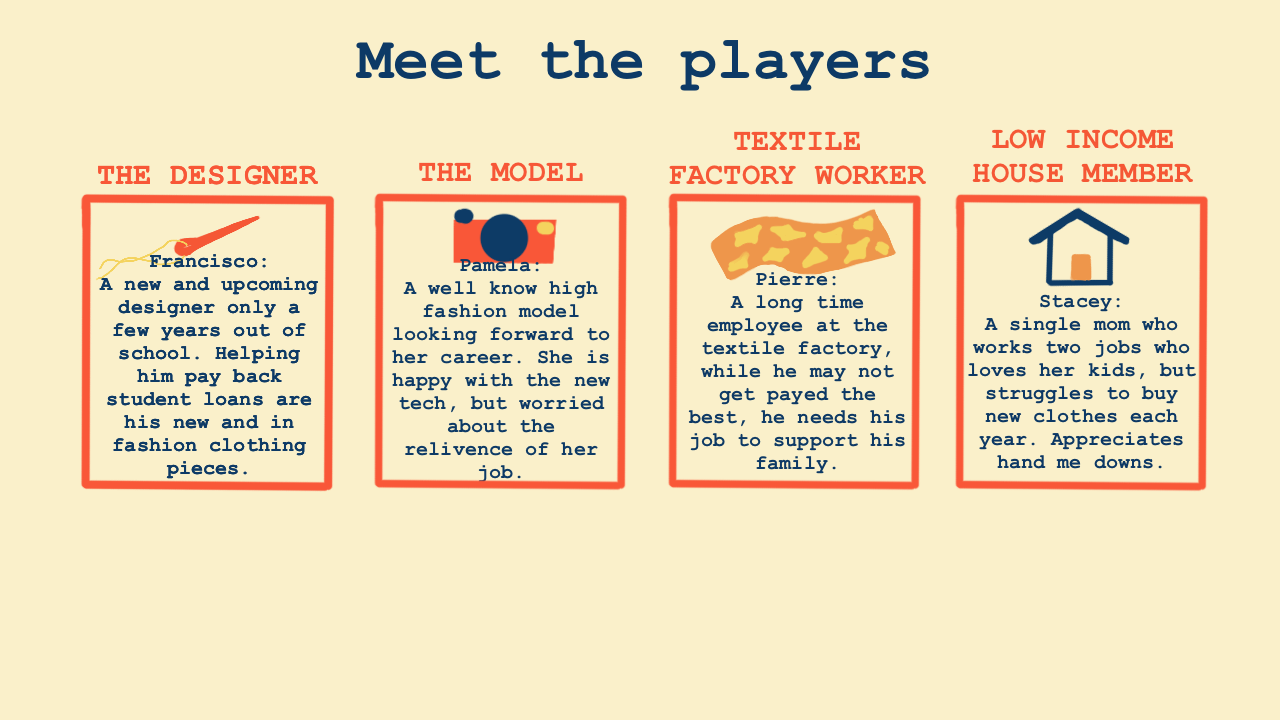 Meet the players
THE DESIGNER
Francisco:
A new and upcoming
designer only a
few years out of
school. Helping
him pay back
student loans are
his new and in
fashion clothing
pieces.
THE MODEL
Pamela:
A well know high
fashion model
looking forward to
her career. She is
happy with the new
tech, but worried
about the
relivence of her
job.
TEXTILE
FACTORY WORKER
Pierre:
A long time
employee at the
textile factory,
while he may not
get payed the
best, he needs his
job to support his
family.
LOW INCOME
HOUSE MEMBER
Stacey:
A single mom who
works two jobs who
loves her kids, but
struggles to buy
new clothes each
year. Appreciates
hand me downs.